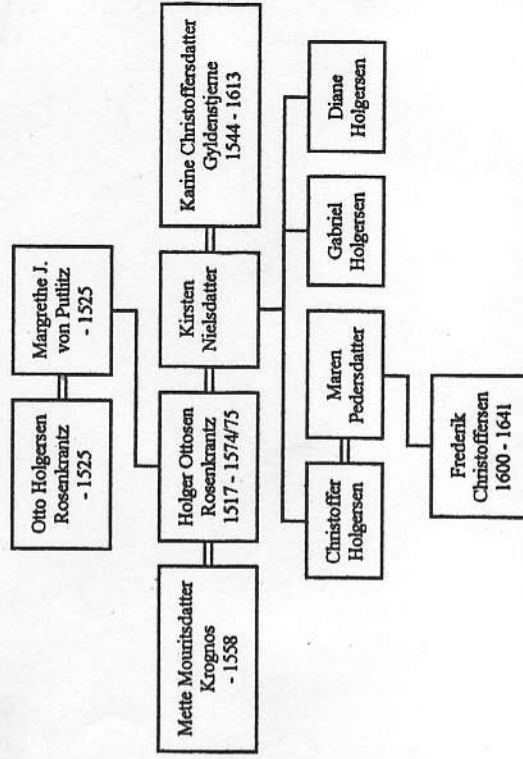 Otto Holgersen
Rosenkrantz
- 1525
Margrethe J.
von Putlitz
- 1525
Mette Mouritsdatter
Krognos
- 1558
Holger Ottosen
Rosenkrantz
1517 - 1574/75
Kirsten
Nielsdatter
Karine Christoffersdatter
Gyldenstjerne
1544 - 1613
Christoffer
Holgersen
Maren
Pedersdatter
Gabriel
Holgersen
Diane
Holgersen
Frederik
Christoffersen
1600 - 1641